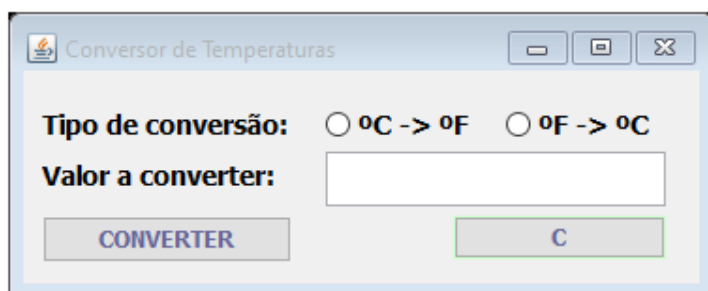 Conversor de Temperaturas
Tipo de conversão: ºC -> ºF ºF -> ºC
Valor a converter:
CONVERTER C